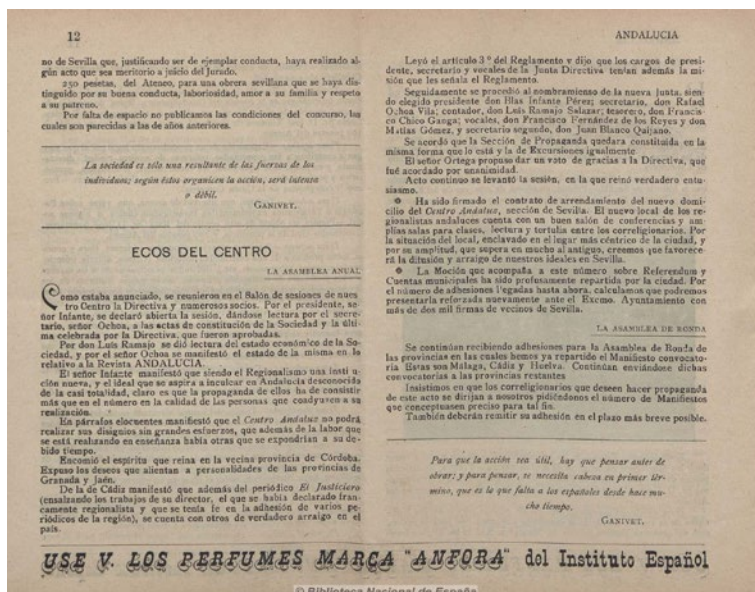 12
no de Sevilla que, justificando ser de ejemplar conducta, haya realizado al-
gún acto que sea meritorio a juicio del Jurado.
250 pesetas, del Ateneo, para una obrera sevillana que se haya dis-
tinguido por su buena conducta, laboriosidad, amor a su familia y respeto
a su patrono.
Por falta de espacio no publicamos las condiciones del concurso, las
cuales son parecidas a las de años anteriores.
La sociedad es sólo una resultante de las fuerzas de los
individuos; según éstos organicen la acción, será intensa
o débil.
GANIVET.
ECOS DEL CENTRO
LA ASAMBLEA ANUAL
Como estaba anunciado, se reunieron en el Salón de sesiones de nues
tro Centro la Directiva y numerosos socios. Por el presidente, se-
ñor Infante, se declaró abierta la sesión, dándose lectura por el secre-
tario, señor Ochoa, a las actas de constitución de la Sociedad y la últi-
ma celebrada por la Directiva, que fueron aprobadas.
Por don Luis Ramajo se dió lectura del estado económico de la So-
ciedad, y por el señor Ochoa se manifestó el estado de la misma en lo
relativo a la Revista ANDALUCIA.
El señor Infante manifestó que siendo el Regionalismo una insti u-
ción nueva, y el ideal que se aspira a inculcar en Andalucía desconocida
de la casi totalidad, claro es que la propaganda de ellos ha de consistir
más que en el número en la calidad de las personas que coadyuven a su
realización.
En párrafos elocuentes manifestó que el Centro Andaluz no podrá
realizar sus designios sin grandes esfuerzos, que además de la labor que
se está realizando en enseñanza había otras que se expondrían a su de-
bido tiempo.
Encomió el espíritu que reina en la vecina provincia de Córdoba.
Expuso los deseos que alientan a personalidades de las provincias de
Granada y Jaén.
De la de Cádiz manifestó que además del periódico El Justiciero
(ensalzando los trabajos de su director, el que se había declarado fran-
camente regionalista y que se tenía fe en la adhesión de varios pe-
riódicos de la región), se cuenta con otros de verdadero arraigo en el
país.
ANDALUCIA
Leyó el artículo 3º del Reglamento y dijo que los cargos de presi-
dente, secretario y vocales de la Junta Directiva tenían además la mi-
sión que les señala el Reglamento.
Seguidamente se procedió al nombramiento de la nueva Junta, sien-
do elegido presidente don Blas Infante Pérez; secretario, don Rafael
Ochoa Vila; contador, don Luis Ramajo Salazar; tesorero, don Francis-
co Chico Ganga; vocales, don Francisco Fernández de los Reyes y don
Matías Gómez, y secretario segundo, don Juan Blanco Quijano.
Se acordó que la Sección de Propaganda quedara constituída en la
misma forma que lo está y la de Excursiones igualmente.
El señor Ortega propuso dar un voto de gracias a la Directiva, que
fué acordado por unanimidad.
Acto continuo se levantó la sesión, en la que reinó verdadero entu-
siasmo.
Ha sido firmado el contrato de arrendamiento del nuevo domi-
cilio del Centro Andaluz, sección de Sevilla. El nuevo local de los re-
gionalistas andaluces cuenta con un buen salón de conferencias y am-
plias salas para clases, lectura y tertulia entre los correligionarios. Por
la situación del local, enclavado en el lugar más céntrico de la ciudad, y
por su amplitud, que supera en mucho al antiguo, creemos que favorece-
rá la difusión y arraigo de nuestros ideales en Sevilla.
La Moción que acompaña a este número sobre Referendum y
Cuentas municipales ha sido profusamente repartida por la ciudad. Por
el número de adhesiones l'egadas hasta ahora, calculamos que podremos
presentarla reforzada nuevamente ante el Excmo. Ayuntamiento con
más de dos mil firmas de vecinos de Sevilla.
LA ASAMBLEA DE RONDA
Se continúan recibiendo adhesiones para la Asamblea de Ronda de
las provincias en las cuales hemos ya repartido el Manifiesto convocato-
ria Estas son Málaga, Cádiz y Huelva. Continúan enviándose dichas
convocatorias a las provincias restantes
Insistimos en que los correligionarios que deseen hacer propaganda
de este acto se dirijan a nosotros pidiéndonos el número de Manifiestos
que conceptuasen preciso para tal fin.
También deberán remitir su adhesión en el plazo más breve posible.
Para que la acción sea útil, hay que pensar antes de
obrar; y para pensar, se necesita cabeza en primer tér-
mino, que es lo que falta a los españoles desde hace mu-
cho tiempo.
GANIVET.
USE V. LOS PERFUMES MARCA "ANFORA" del Instituto Español
© Biblioteca Nacional de España